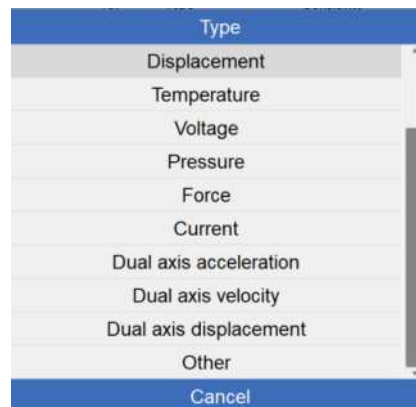 Type
Displacement
Temperature
Voltage
Pressure
Force
Current
Dual axis acceleration
Dual axis velocity
Dual axis displacement
Other
Cancel